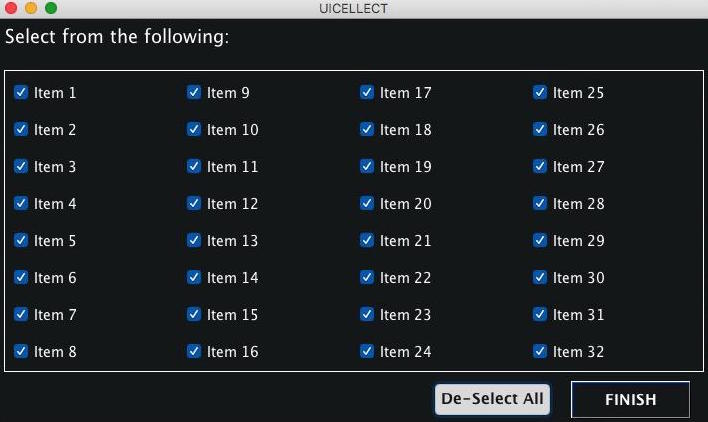 UICELLECT
Select from the following:
Item 1 Item 9 Item 17 Item 25
Item 2 Item 10 Item 18 Item 26
Item 3 Item 11 Item 19 Item 27
Item 4 Item 12 Item 20 Item 28
Item 5 Item 13 Item 21 Item 29
Item 6 Item 14 Item 22 Item 30
Item 7 Item 15 Item 23 Item 31
Item 8 Item 16 Item 24 Item 32
De-Select All FINISH